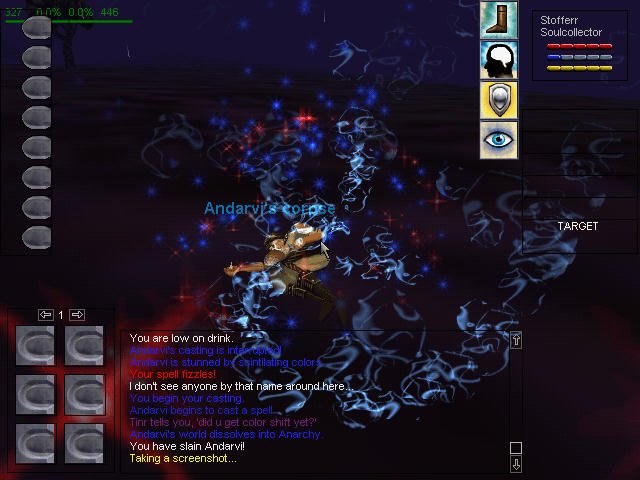 327 0.0% 0.0% 446
Stofferr
Soulcollector
Andarvi's corpse
TARGET
1
You are low on drink.
Andarvi's casting is interrupted!
Andarvi is stunned by scintilating colors.
Your spell fizzles!
I don't see anyone by that name around here...
You begin your casting.
Andarvi begins to cast a spell...
Tinr tells you, 'did u get color shift yet?'
Andarvi's world dissolves into Anarchy.
You have slain Andarvi!
Taking a screenshot...